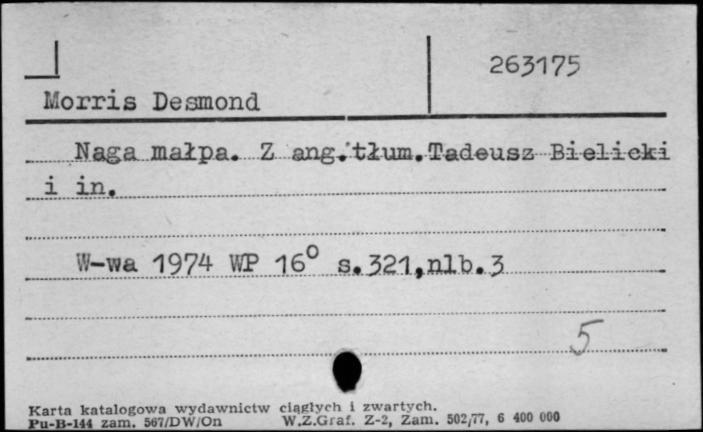 263175
Morris Desmond
Naga małpa. Z ang. tłum. Tadeusz Bielicki
i in.
W-wa 1974 WP 16° s.321,nlb.3
5
Karta katalogowa wydawnictw ciągłych i zwartych.
Pu-B-144 zam. 567/DW/On W.Z.Graf. Z-2, Zam. 502/77, 6 400 000